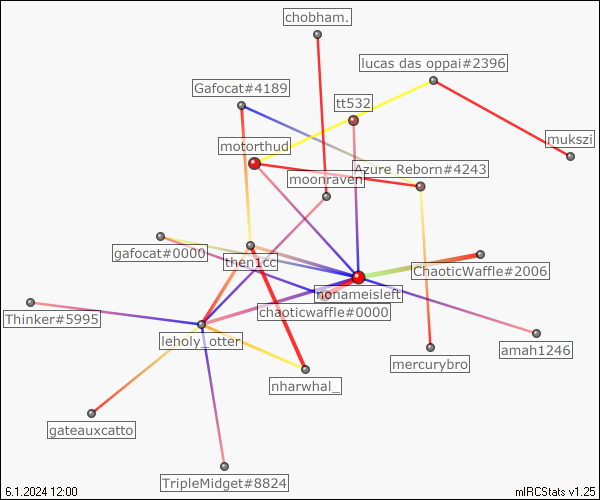 chobham.
lucas das oppai#2396
Gafocat#4189
tt532
motorthud
mukszi
Azure Reborn#4243
moonraven
gafocat#0000
then1cc
ChaoticWaffle#2006
nonameisleft
chaoticwaffle#0000
Thinker#5995
leholy_otter
amah1246
mercurybro
nharwhal_
gateauxcatto
TripleMidget#8824
6.1.2024 12:00
mIRCStats v1.25